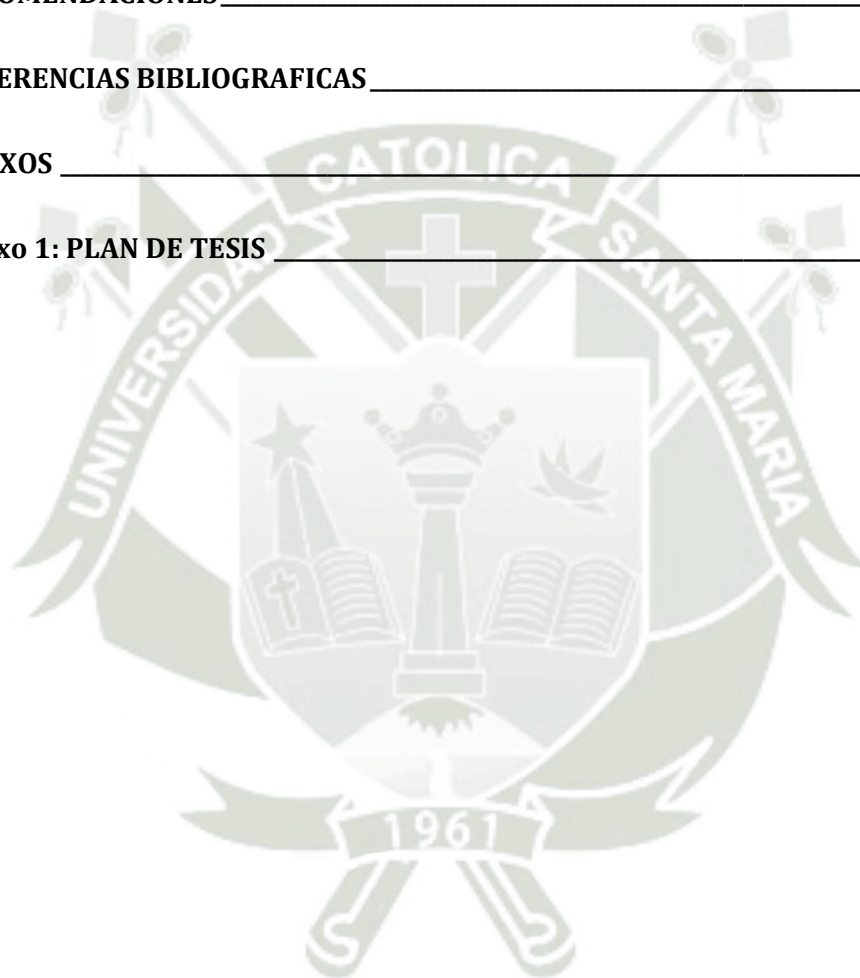 OMENDACIONES
ERENCIAS BIBLIOGRAFICAS
XOS
xo 1: PLAN DE TESIS
UNIVERSIDAD CATOLICA SANTA MARIA
1961